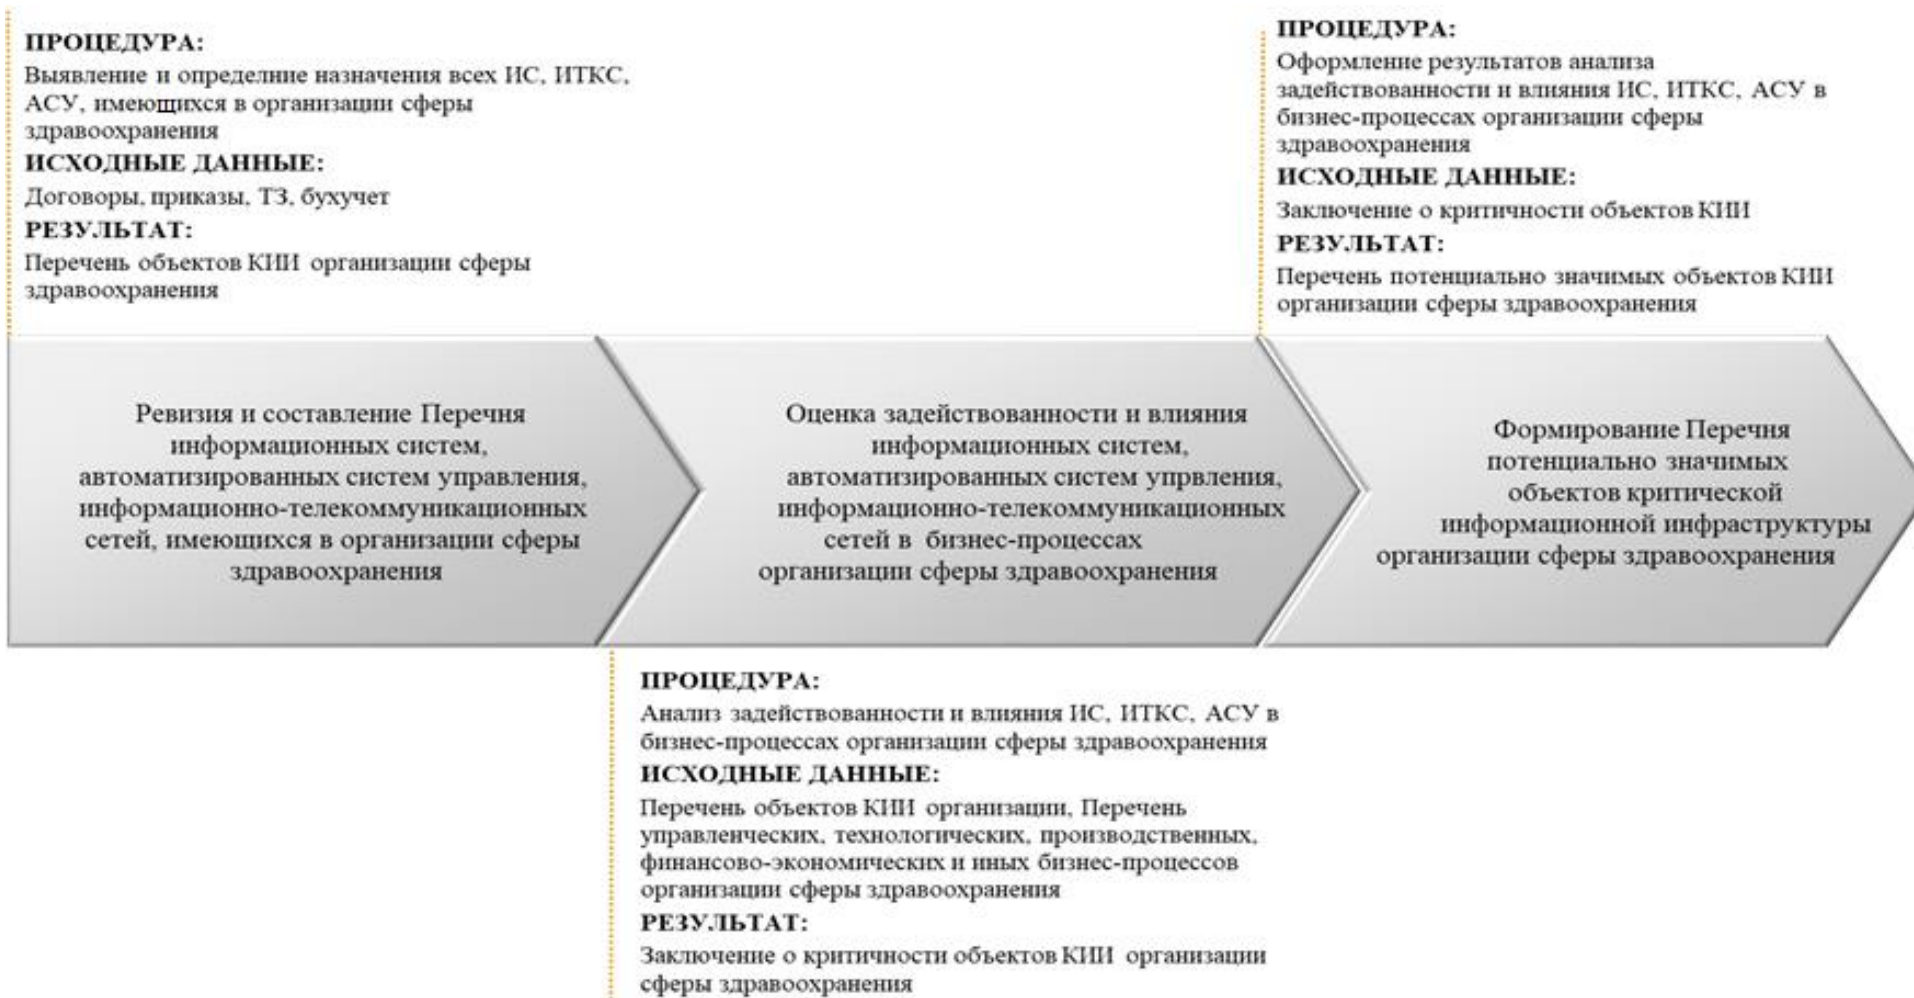 ПРОЦЕДУРА:
Выявление и определние назначения всех ИС, ИТКС,
АСУ, имеющихся в организации сферы
здравоохранения
ИСХОДНЫЕ ДАННЫЕ:
Договоры, приказы, ТЗ, бухучет
РЕЗУЛЬТАТ:
Перечень объектов КИИ организации сферы
здравоохранения
ПРОЦЕДУРА:
Оформление результатов анализа
задействованности и влияния ИС, ИТКС, АСУ в
бизнес-процессах организации сферы
здравоохранения
ИСХОДНЫЕ ДАННЫЕ:
Заключение о критичности объектов КИИ
РЕЗУЛЬТАТ:
Перечень потенциально значимых объектов КИИ
организации сферы здравоохранения
Ревизия и составление Перечня
информационных систем,
автоматизированных систем управления,
информационно-телекоммуникационных
сетей, имеющихся в организации сферы
здравоохранения
Оценка задействованности и влияния
информационных систем,
автоматизированных систем упрвления,
информационно-телекоммуникационных
сетей в бизнес-процессах
организации сферы здравоохранения
Формирование Перечня
потенциально значимых
объектов критической
информационной инфраструктуры
организации сферы здравоохранения
ПРОЦЕДУРА:
Анализ задействованности и влияния ИС, ИТКС, АСУ в
бизнес-процессах организации сферы здравоохранения
ИСХОДНЫЕ ДАННЫЕ:
Перечень объектов КИИ организации, Перечень
управленческих, технологических, производственных,
финансово-экономических и иных бизнес-процессов
организации сферы здравоохранения
РЕЗУЛЬТАТ:
Заключение о критичности объектов КИИ организации
сферы здравоохранения